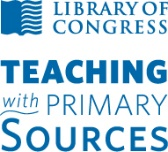 LIBRARY OF
CONGRESS
TEACHING
with PRIMARY
SOURCES